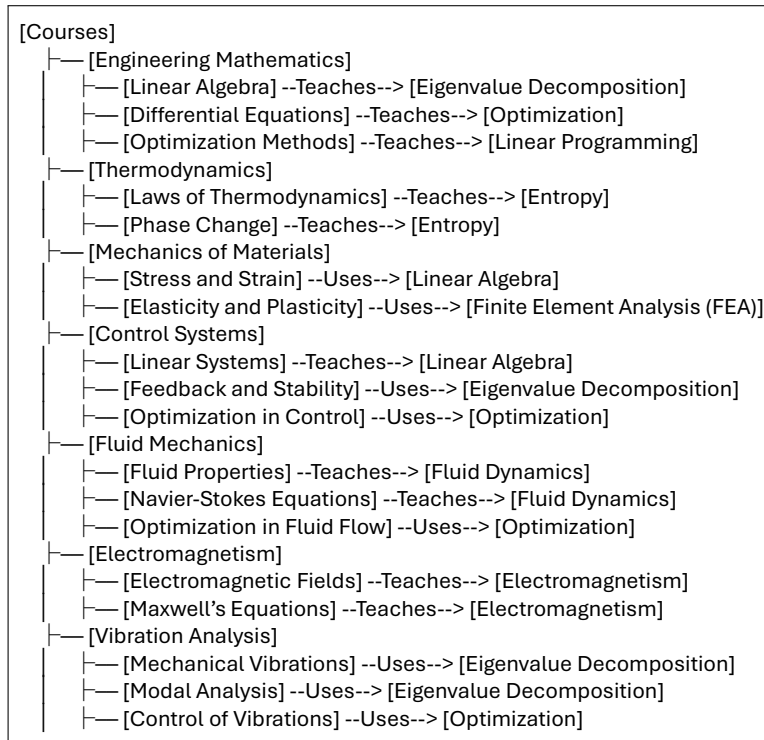 [Courses]
├── [Engineering Mathematics]
│ ├── [Linear Algebra] --Teaches--> [Eigenvalue Decomposition]
│ ├── [Differential Equations] --Teaches--> [Optimization]
│ ├── [Optimization Methods] --Teaches--> [Linear Programming]
├── [Thermodynamics]
│ ├── [Laws of Thermodynamics] --Teaches--> [Entropy]
│ ├── [Phase Change] --Teaches--> [Entropy]
├── [Mechanics of Materials]
│ ├── [Stress and Strain] --Uses--> [Linear Algebra]
│ ├── [Elasticity and Plasticity] --Uses--> [Finite Element Analysis (FEA)]
├── [Control Systems]
│ ├── [Linear Systems] --Teaches--> [Linear Algebra]
│ ├── [Feedback and Stability] --Uses--> [Eigenvalue Decomposition]
│ ├── [Optimization in Control] --Uses--> [Optimization]
├── [Fluid Mechanics]
│ ├── [Fluid Properties] --Teaches--> [Fluid Dynamics]
│ ├── [Navier-Stokes Equations] --Teaches--> [Fluid Dynamics]
│ ├── [Optimization in Fluid Flow] --Uses--> [Optimization]
├── [Electromagnetism]
│ ├── [Electromagnetic Fields] --Teaches--> [Electromagnetism]
│ ├── [Maxwell’s Equations] --Teaches--> [Electromagnetism]
├── [Vibration Analysis]
│ ├── [Mechanical Vibrations] --Uses--> [Eigenvalue Decomposition]
│ ├── [Modal Analysis] --Uses--> [Eigenvalue Decomposition]
│ ├── [Control of Vibrations] --Uses--> [Optimization]